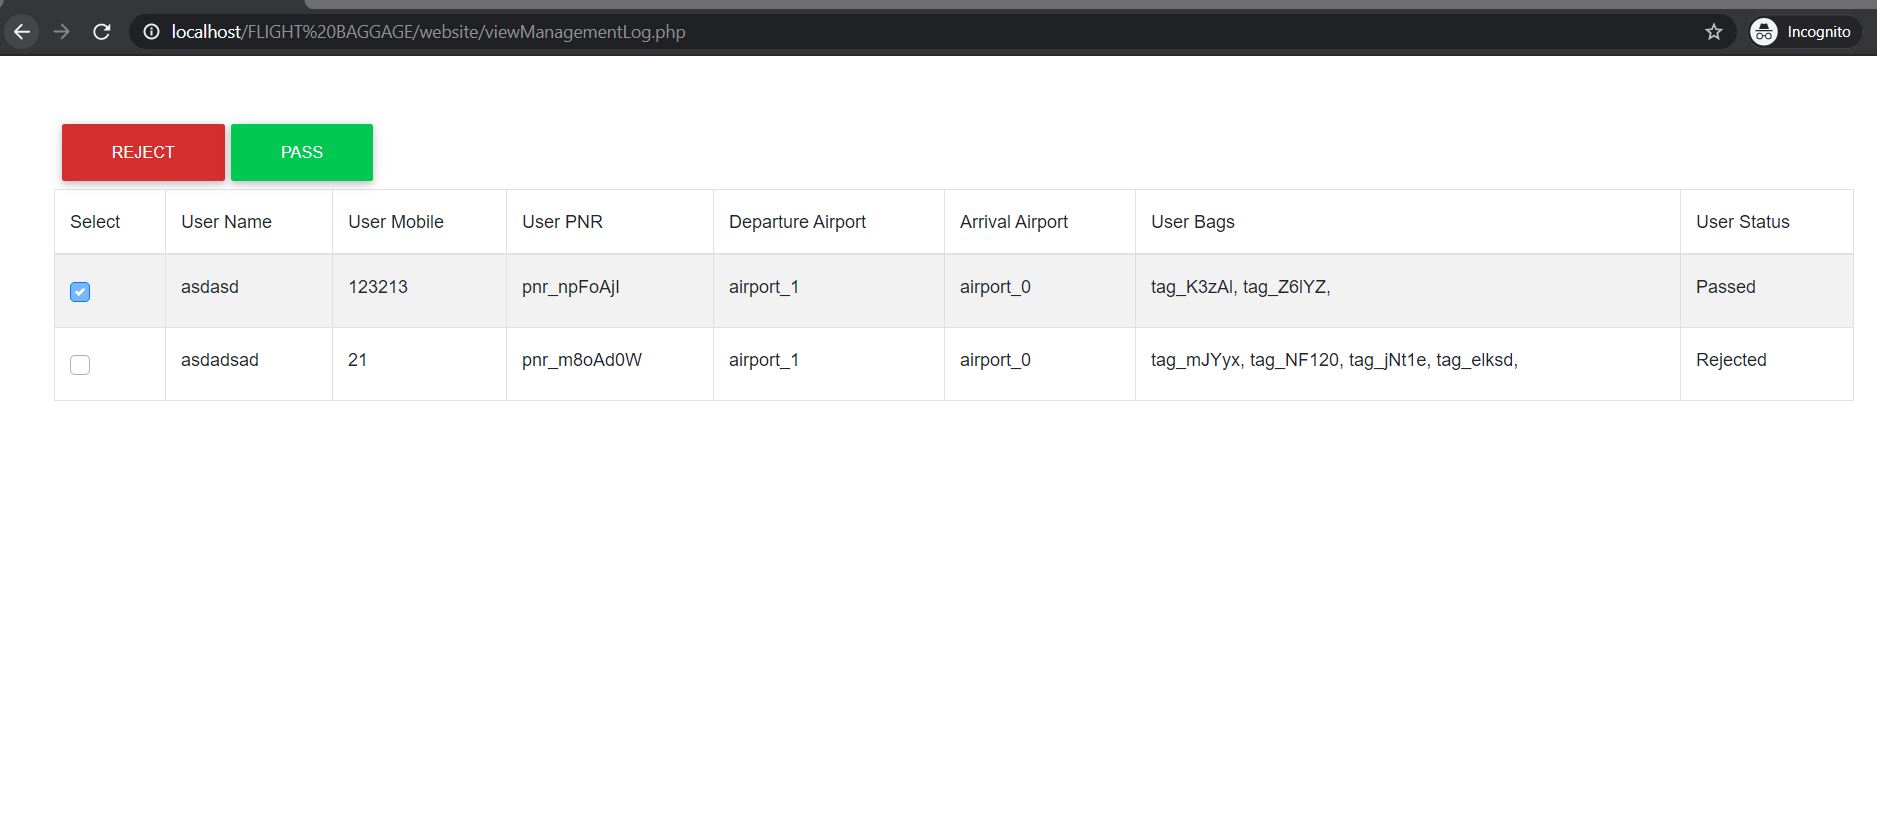 localhost/FLIGHT%20BAGGAGE/website/viewManagementLog.php Incognito
REJECT PASS
Select User Name User Mobile User PNR Departure Airport Arrival Airport User Bags User Status
asdasd 123213 pnr_npFoAjI airport_1 airport_0 tag_K3zAl, tag_Z6lYZ, Passed
asdadsad 21 pnr_m8oAd0W airport_1 airport_0 tag_mJYyx, tag_NF120, tag_jNt1e, tag_elksd, Rejected